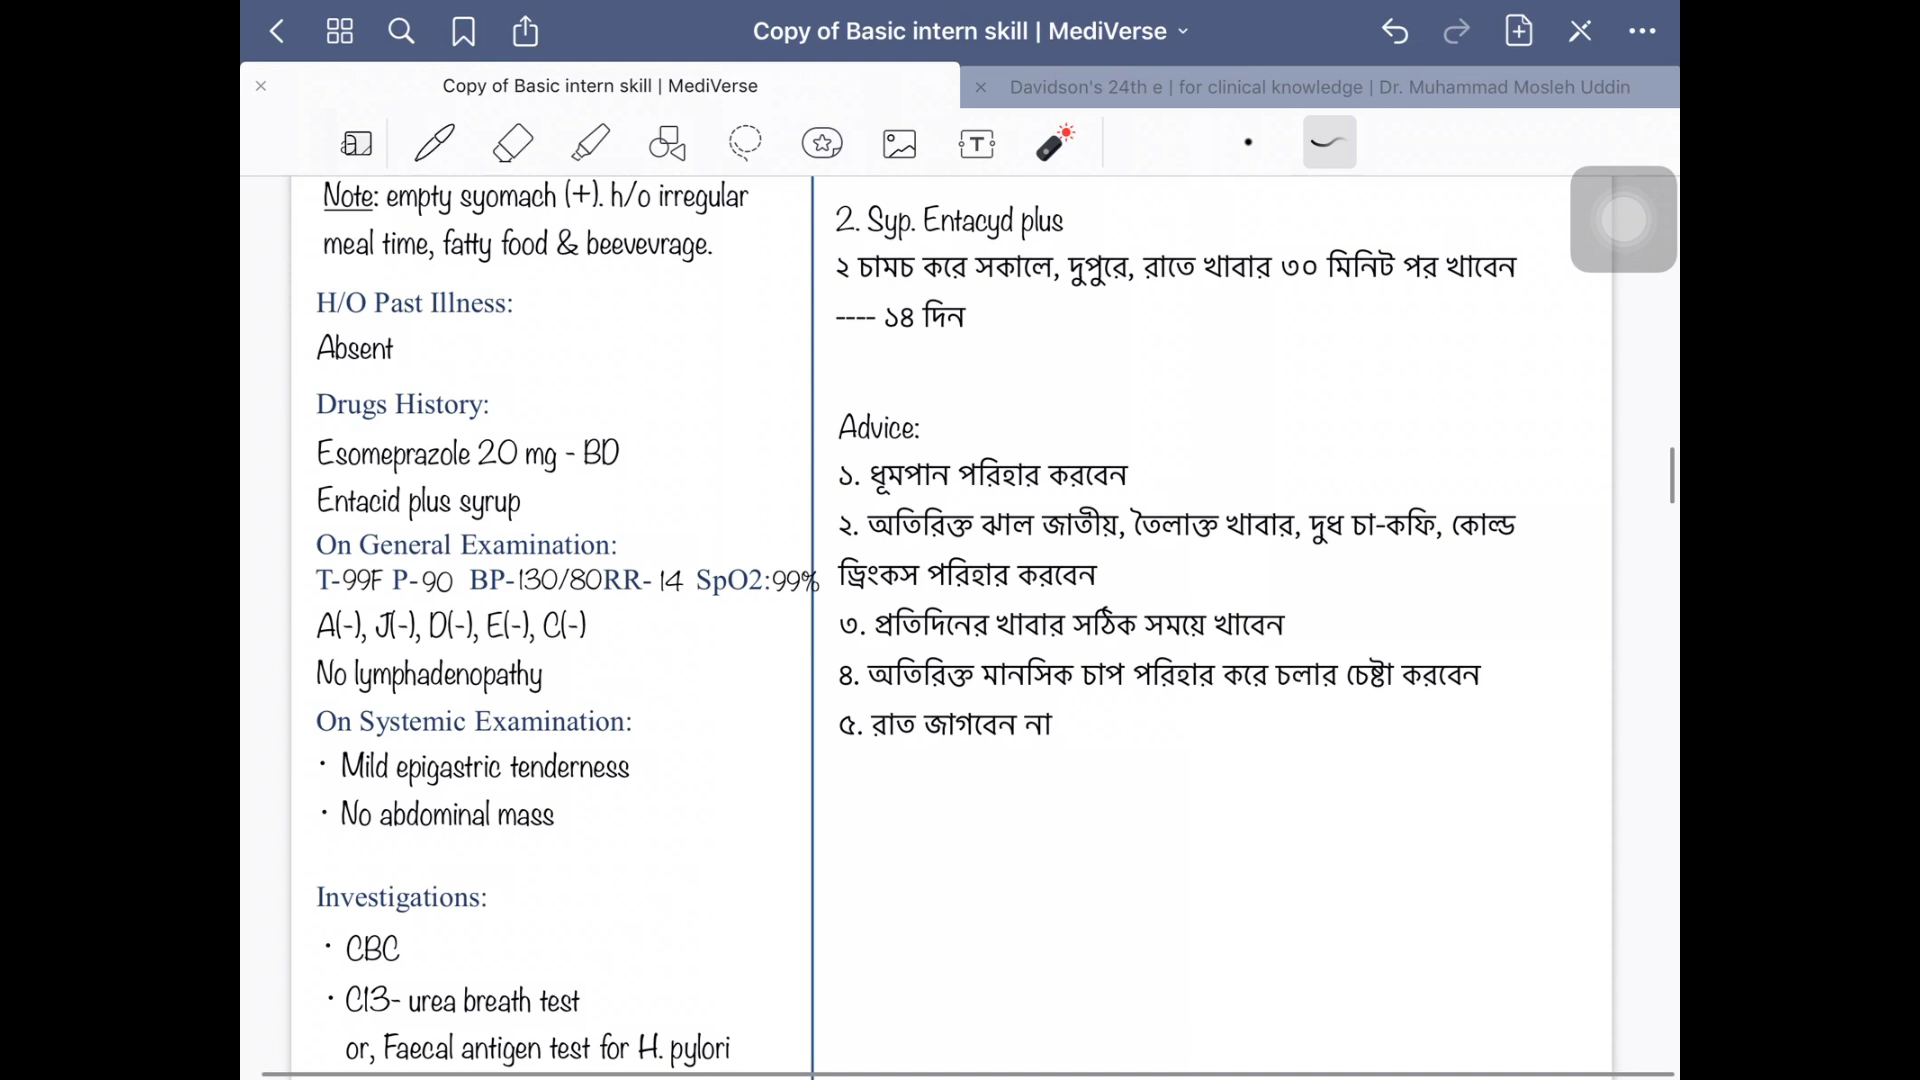 Copy of Basic intern skill | MediVerse
Copy of Basic intern skill | MediVerse
Davidson's 24th e | for clinical knowledge | Dr. Muhammad Mosleh Uddin
Note: empty syomach (+). h/o irregular
meal time, fatty food & beevevrage.
H/O Past Illness:
Absent
Drugs History:
Esomeprazole 20 mg - BD
Entacid plus syrup
On General Examination:
T-99F P-90 BP-130/80RR- 14 SpO2:99%
A(-), J(-), D(-), E(-), C(-)
No lymphadenopathy
On Systemic Examination:
· Mild epigastric tenderness
· No abdominal mass
Investigations:
· CBC
· C13- urea breath test
or, Faecal antigen test for H. pylori
2. Syp. Entacyd plus
২ চামচ করে সকালে, দুপুরে, রাতে খাবার ৩০ মিনিট পর খাবেন
---- ১৪ দিন
Advice:
১. ধূমপান পরিহার করবেন
২. অতিরিক্ত ঝাল জাতীয়, তৈলাক্ত খাবার, দুধ চা-কফি, কোল্ড
ড্রিংকস পরিহার করবেন
৩. প্রতিদিনের খাবার সঠিক সময়ে খাবেন
৪. অতিরিক্ত মানসিক চাপ পরিহার করে চলার চেষ্টা করবেন
৫. রাত জাগবেন না